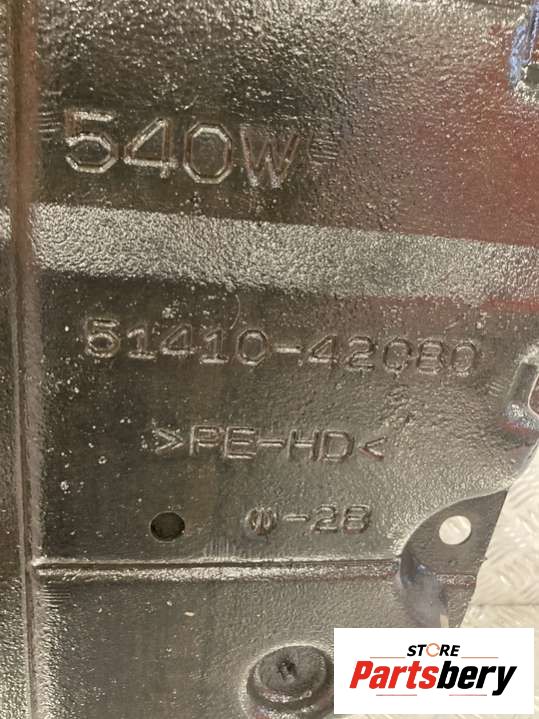 540W
51410-42080
>PE-HD<
-28
STORE
Partsbery